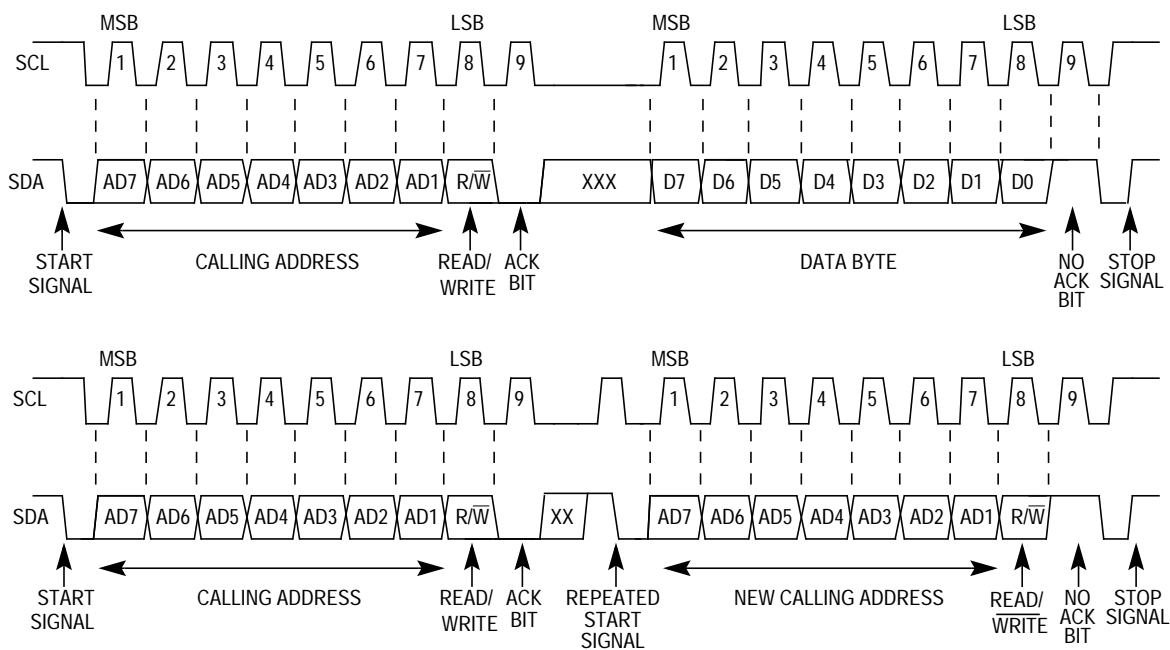 MSB LSB MSB LSB
SCL 1 2 3 4 5 6 7 8 9 1 2 3 4 5 6 7 8 9
SDA AD7 AD6 AD5 AD4 AD3 AD2 AD1 R/W̅ XXX D7 D6 D5 D4 D3 D2 D1 D0
START
SIGNAL
CALLING ADDRESS
READ/
WRITE
ACK
BIT
DATA BYTE
NO
ACK
BIT
STOP
SIGNAL
MSB LSB MSB LSB
SCL 1 2 3 4 5 6 7 8 9 1 2 3 4 5 6 7 8 9
SDA AD7 AD6 AD5 AD4 AD3 AD2 AD1 R/W̅ XX AD7 AD6 AD5 AD4 AD3 AD2 AD1 R/W̅
START
SIGNAL
CALLING ADDRESS
READ/
WRITE
ACK
BIT
REPEATED
START
SIGNAL
NEW CALLING ADDRESS
READ/
W̅R̅I̅T̅E̅
NO
ACK
BIT
STOP
SIGNAL